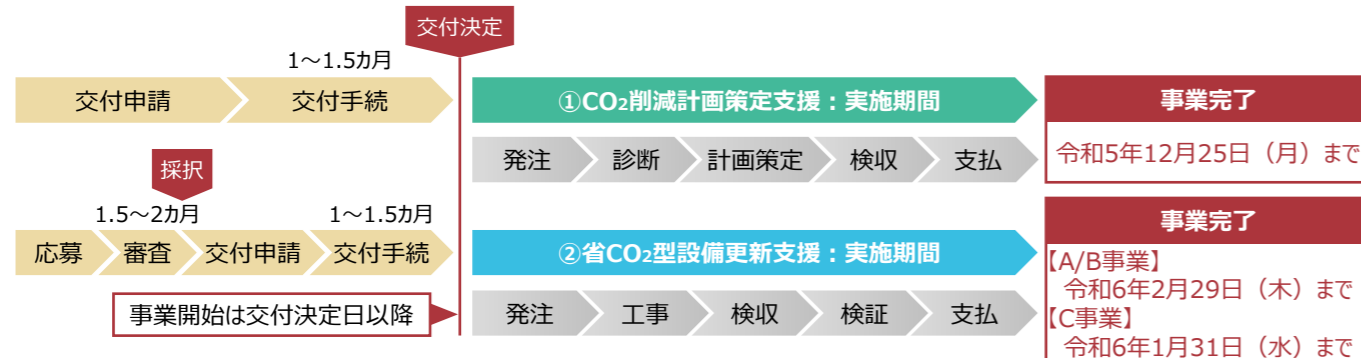 交付決定
1～1.5カ月
交付申請 交付手続 ①CO₂削減計画策定支援：実施期間 事業完了
発注 診断 計画策定 検収 支払 令和5年12月25日（月）まで
採択
1.5～2カ月 1～1.5カ月
応募 審査 交付申請 交付手続 ②省CO₂型設備更新支援：実施期間 事業完了
【A/B事業】
令和6年2月29日（木）まで
事業開始は交付決定日以降 発注 工事 検収 検証 支払
【C事業】
令和6年1月31日（水）まで